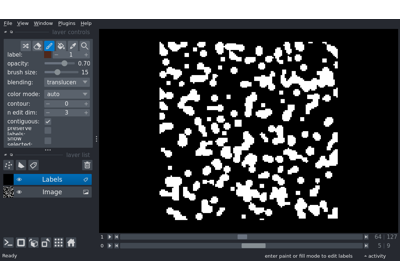 File View Window Plugins Help
layer controls
label: 1
opacity: 0.70
brush size: 15
blending: translucen
color mode: auto
contour: 0
n edit dim: 3
contiguous:
preserve
labels:
show
selected:
layer list
Labels
Image
1 64 127
0 5 9
Ready enter paint or fill mode to edit labels activity